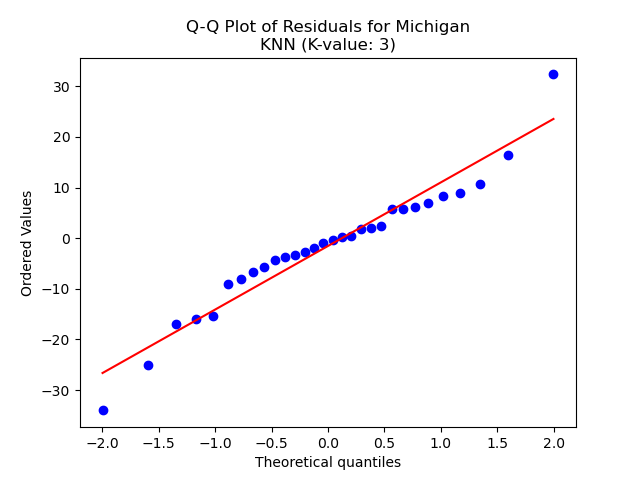 Q-Q Plot of Residuals for Michigan
KNN (K-value: 3)
30
20
10
0
−10
−20
−30
Ordered Values
−2.0 −1.5 −1.0 −0.5 0.0 0.5 1.0 1.5 2.0
Theoretical quantiles